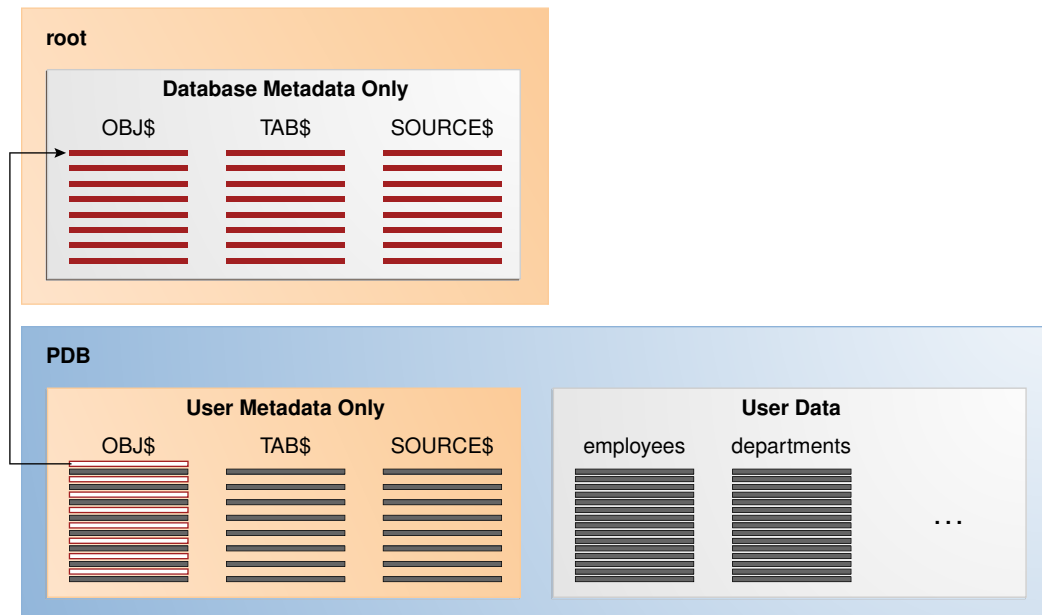 root
Database Metadata Only
OBJ$ TAB$ SOURCE$
PDB
User Metadata Only
OBJ$ TAB$ SOURCE$
User Data
employees departments
...